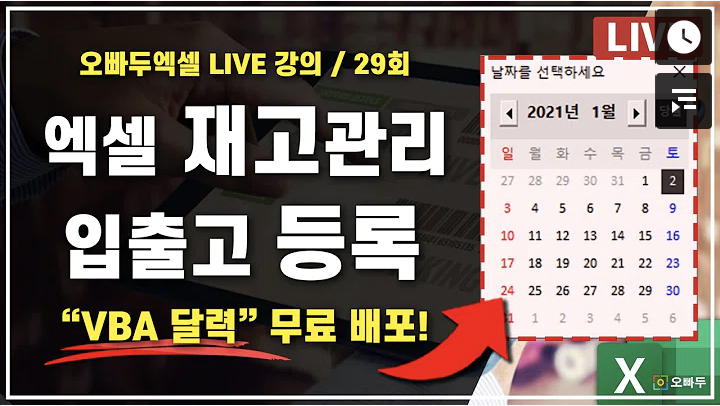 오빠두엑셀 LIVE 강의 / 29회
엑셀 재고관리
입출고 등록
“VBA 달력” 무료 배포!
LIV
날짜를 선택하세요
2021년 1월
일 월 화 수 목 금 토
27 28 29 30 31 1 2
3 4 5 6 7 8 9
10 11 12 13 14 15 16
17 18 19 20 21 22 23
24 25 26 27 28 29 30
31 1 2 3 4 5 6
X
오빠두